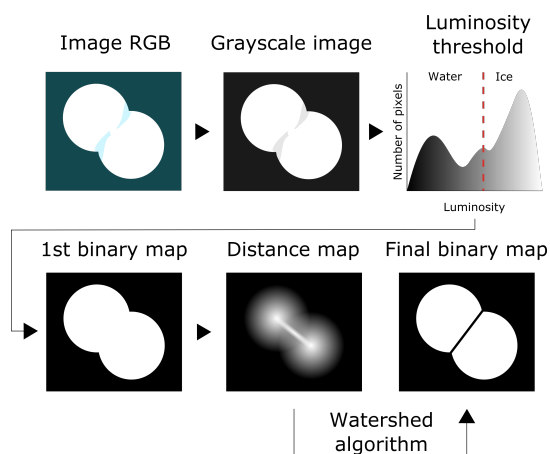 Image RGB
Grayscale image
Luminosity
threshold
Water
Ice
Number of pixels
Luminosity
1st binary map
Distance map
Final binary map
Watershed
algorithm